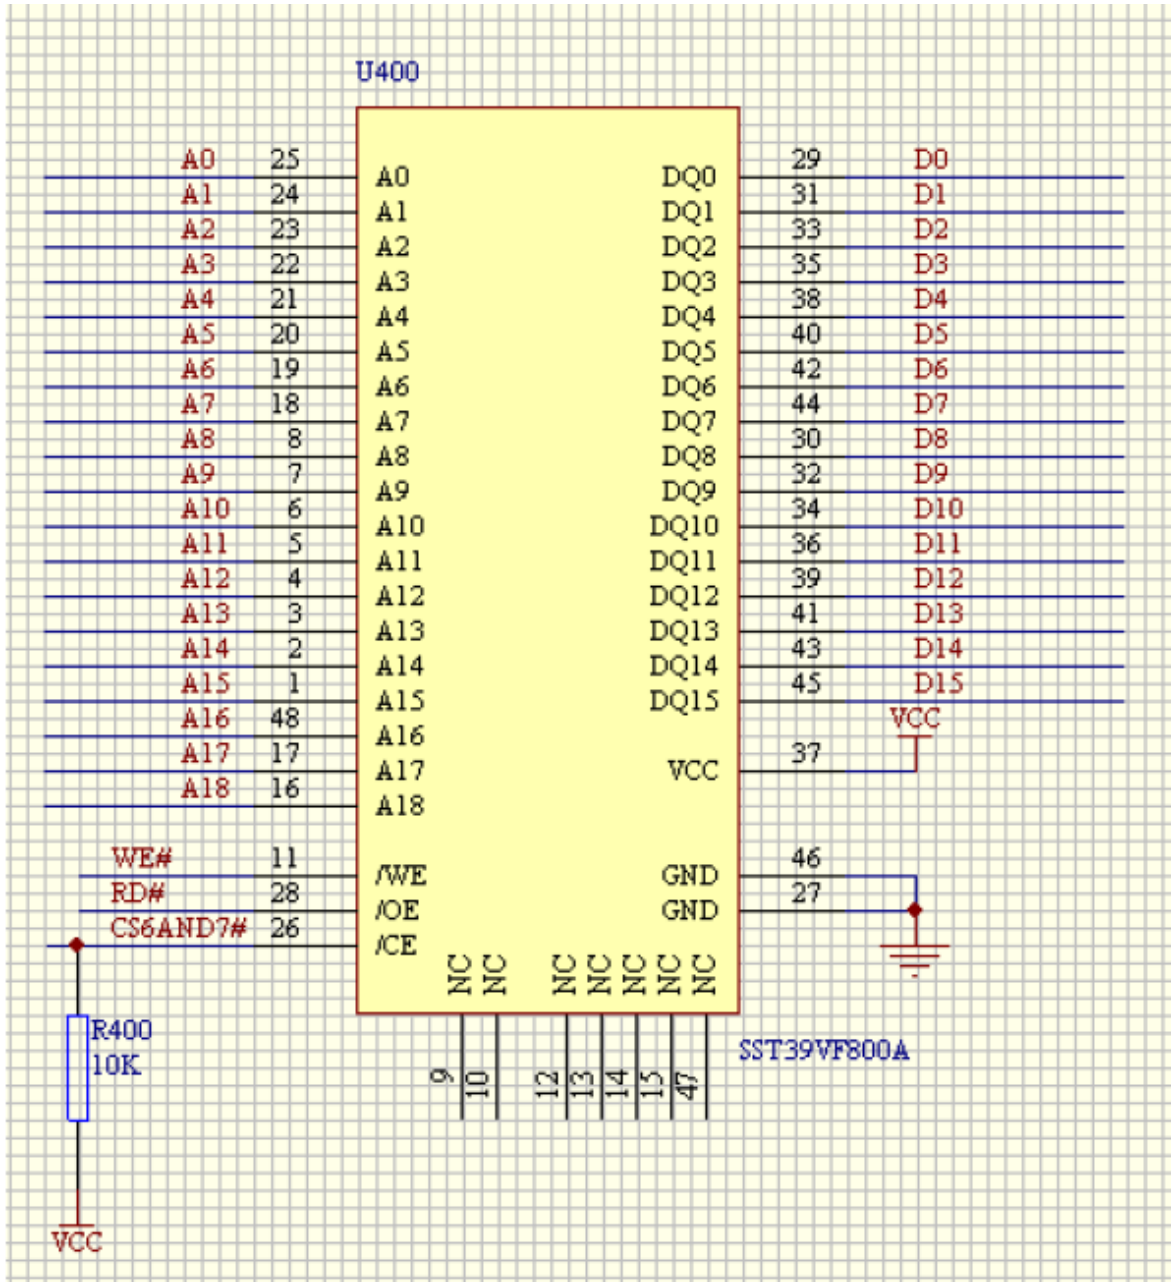 U400
A0 25 A0 DQ0 29 D0
A1 24 A1 DQ1 31 D1
A2 23 A2 DQ2 33 D2
A3 22 A3 DQ3 35 D3
A4 21 A4 DQ4 38 D4
A5 20 A5 DQ5 40 D5
A6 19 A6 DQ6 42 D6
A7 18 A7 DQ7 44 D7
A8 8 A8 DQ8 30 D8
A9 7 A9 DQ9 32 D9
A10 6 A10 DQ10 34 D10
A11 5 A11 DQ11 36 D11
A12 4 A12 DQ12 39 D12
A13 3 A13 DQ13 41 D13
A14 2 A14 DQ14 43 D14
A15 1 A15 DQ15 45 D15
A16 48 A16 VCC
A17 17 A17 VCC 37
A18 16 A18
WE# 11 /WE GND 46
RD# 28 /OE GND 27
CS6AND7# 26 /CE
NC NC NC NC NC NC NC
R400
10K
SST39VF800A
9 10 12 13 14 15 47
VCC